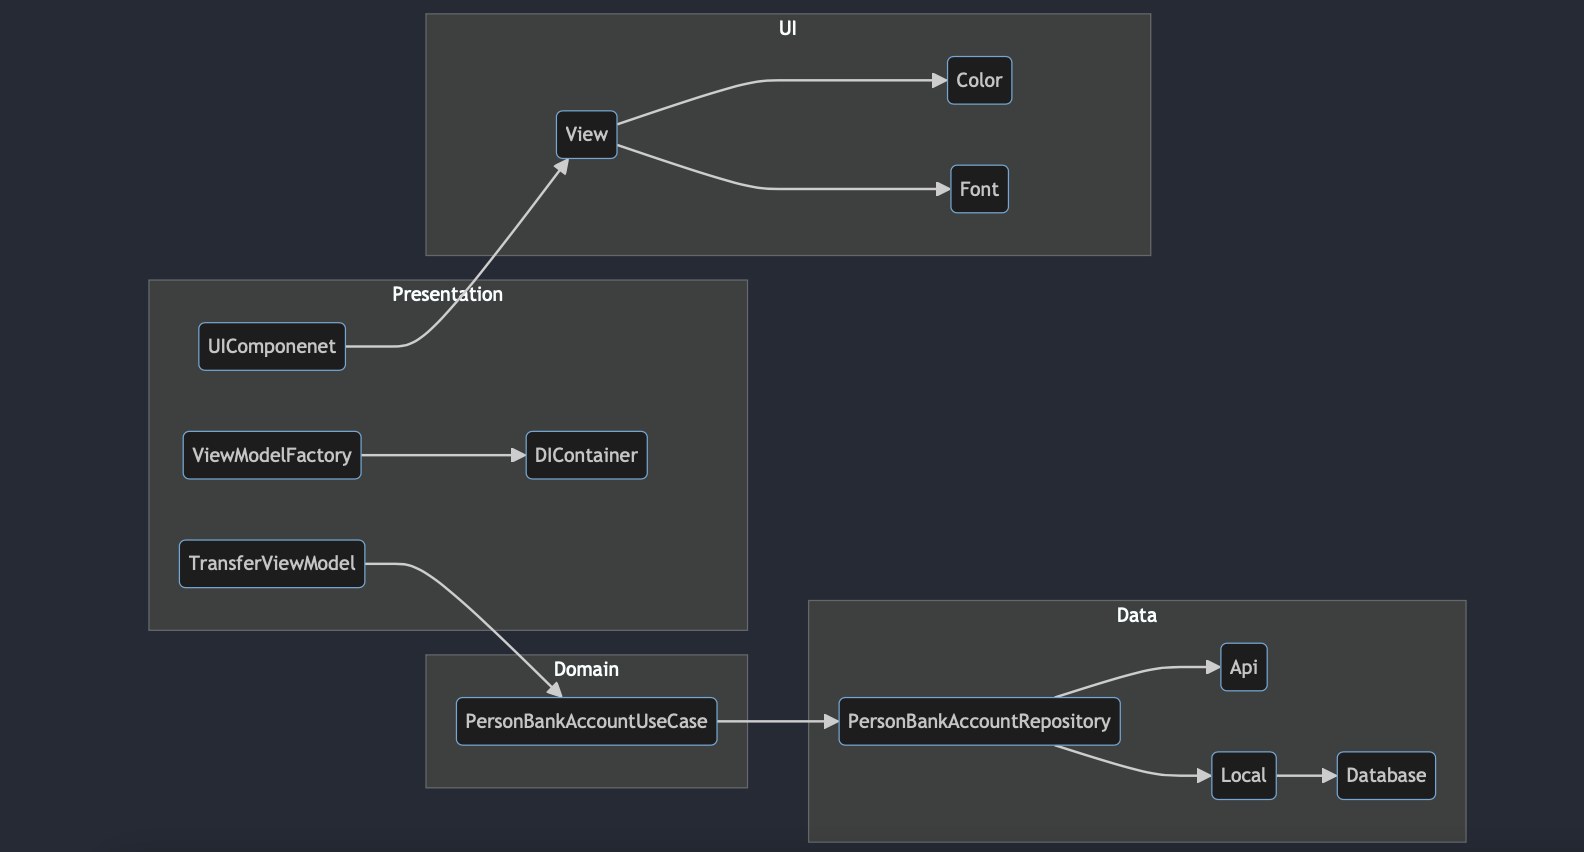 UI
Color
View
Font
Presentation
UIComponenet
ViewModelFactory
DIContainer
TransferViewModel
Domain
PersonBankAccountUseCase
Data
Api
PersonBankAccountRepository
Local
Database